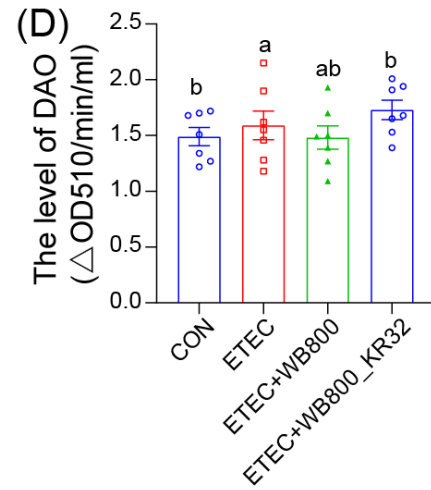 (D)
The level of DAO
(△OD510/min/ml)
2.5
2.0
1.5
1.0
0.5
0.0
b
a
ab
b
CON
ETEC
ETEC+WB800
ETEC+WB800_KR32